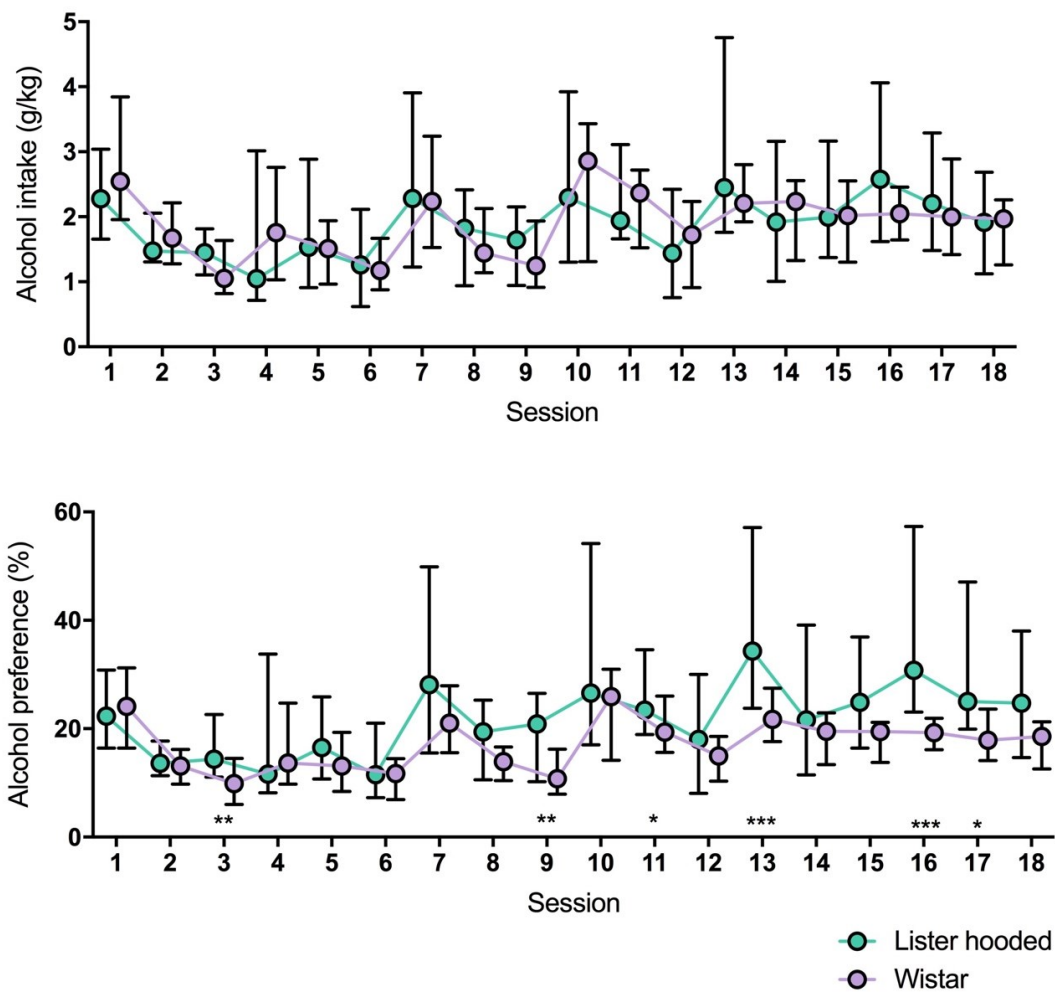 Alcohol intake (g/kg)
5
4
3
2
1
0
1 2 3 4 5 6 7 8 9 10 11 12 13 14 15 16 17 18
Session
Alcohol preference (%)
60
40
20
0
** ** * *** *** *
1 2 3 4 5 6 7 8 9 10 11 12 13 14 15 16 17 18
Session
Lister hooded
Wistar